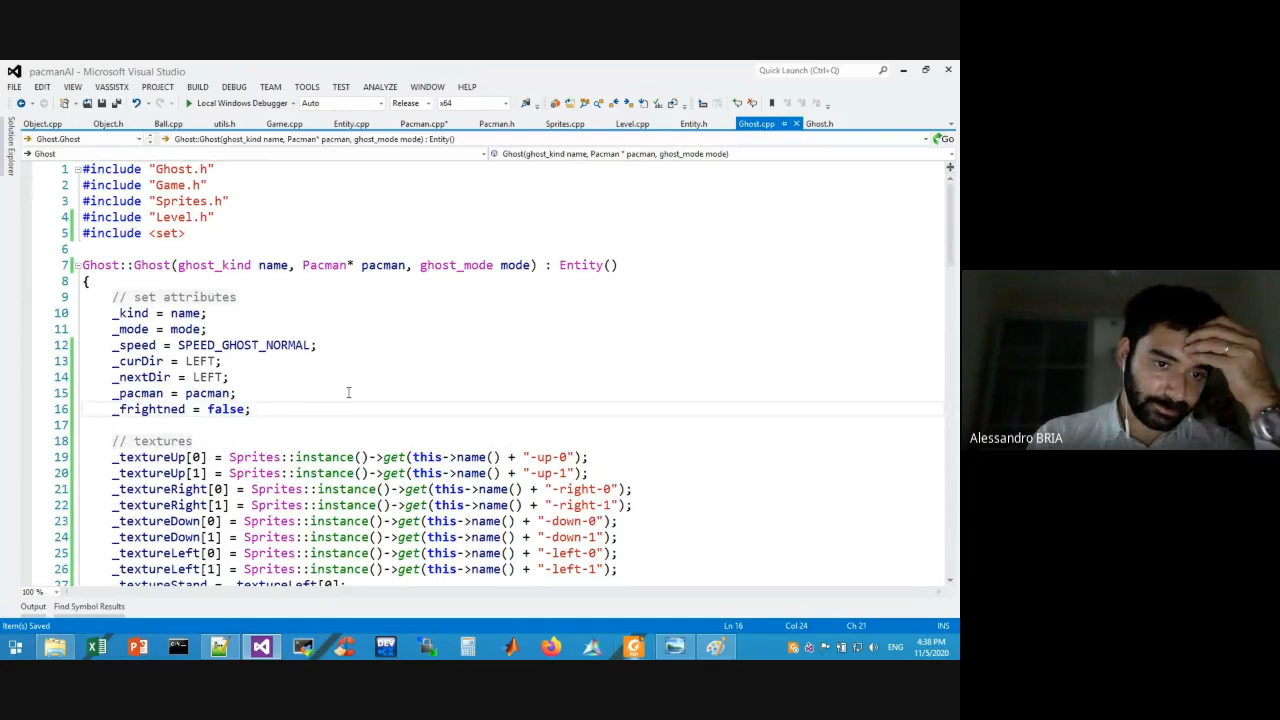 pacmanAI - Microsoft Visual Studio
Quick Launch (Ctrl+Q)
FILE EDIT VIEW VASSISTX PROJECT BUILD DEBUG TEAM TOOLS TEST ANALYZE WINDOW HELP
Local Windows Debugger Auto Release x64
Object.cpp Object.h Ball.cpp utils.h Game.cpp Entity.cpp Pacman.cpp* Pacman.h Sprites.cpp Level.cpp Entity.h Ghost.cpp Ghost.h
Solution Explorer
Ghost.Ghost Ghost::Ghost(ghost_kind name, Pacman* pacman, ghost_mode mode) : Entity() Go
Ghost Ghost(ghost_kind name, Pacman * pacman, ghost_mode mode)
1 #include "Ghost.h"
2 #include "Game.h"
3 #include "Sprites.h"
4 #include "Level.h"
5 #include <set>
6
7 Ghost::Ghost(ghost_kind name, Pacman* pacman, ghost_mode mode) : Entity()
8 {
9 // set attributes
10 _kind = name;
11 _mode = mode;
12 _speed = SPEED_GHOST_NORMAL;
13 _curDir = LEFT;
14 _nextDir = LEFT;
15 _pacman = pacman;
16 _frightned = false;
17
18 // textures
19 _textureUp[0] = Sprites::instance()->get(this->name() + "-up-0");
20 _textureUp[1] = Sprites::instance()->get(this->name() + "-up-1");
21 _textureRight[0] = Sprites::instance()->get(this->name() + "-right-0");
22 _textureRight[1] = Sprites::instance()->get(this->name() + "-right-1");
23 _textureDown[0] = Sprites::instance()->get(this->name() + "-down-0");
24 _textureDown[1] = Sprites::instance()->get(this->name() + "-down-1");
25 _textureLeft[0] = Sprites::instance()->get(this->name() + "-left-0");
26 _textureLeft[1] = Sprites::instance()->get(this->name() + "-left-1");
27 _textureStand = _textureLeft[0];
100 %
Output Find Symbol Results
Item(s) Saved Ln 16 Col 24 Ch 21 INS
DEV
ENG
4:38 PM
11/5/2020
Alessandro BRIA